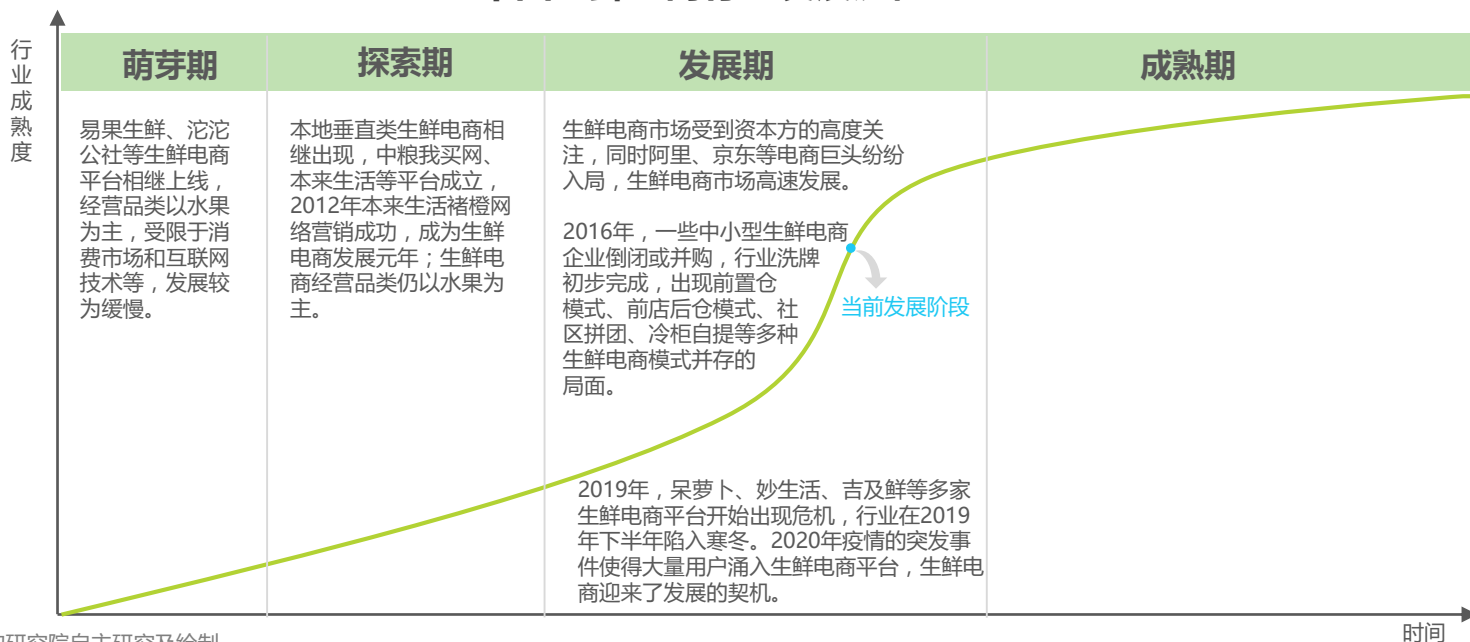 行
业
成
熟
度
萌芽期
探索期
发展期
成熟期
易果生鲜、沱沱
公社等生鲜电商
平台相继上线，
经营品类以水果
为主，受限于消
费市场和互联网
技术等，发展较
为缓慢。
本地垂直类生鲜电商相
继出现，中粮我买网、
本来生活等平台成立，
2012年本来生活褚橙网
络营销成功，成为生鲜
电商发展元年；生鲜电
商经营品类仍以水果为
主。
生鲜电商市场受到资本方的高度关
注，同时阿里、京东等电商巨头纷纷
入局，生鲜电商市场高速发展。
2016年，一些中小型生鲜电商
企业倒闭或并购，行业洗牌
初步完成，出现前置仓
模式、前店后仓模式、社
区拼团、冷柜自提等多种
生鲜电商模式并存的
局面。
当前发展阶段
2019年，呆萝卜、妙生活、吉及鲜等多家
生鲜电商平台开始出现危机，行业在2019
年下半年陷入寒冬。2020年疫情的突发事
件使得大量用户涌入生鲜电商平台，生鲜电
商迎来了发展的契机。
时间
研究院自主研究及绘制